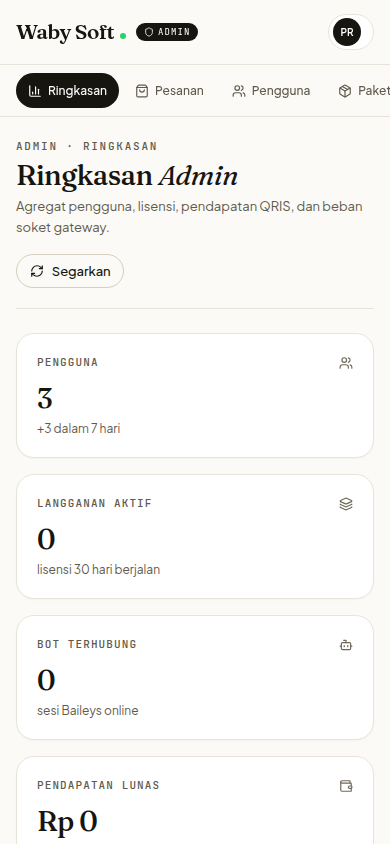 Waby Soft
ADMIN
PR
Ringkasan
Pesanan
Pengguna
Paket
ADMIN · RINGKASAN
Ringkasan Admin
Agregat pengguna, lisensi, pendapatan QRIS, dan beban
soket gateway.
Segarkan
PENGGUNA
3
+3 dalam 7 hari
LANGGANAN AKTIF
0
lisensi 30 hari berjalan
BOT TERHUBUNG
0
sesi Baileys online
PENDAPATAN LUNAS
Rp 0